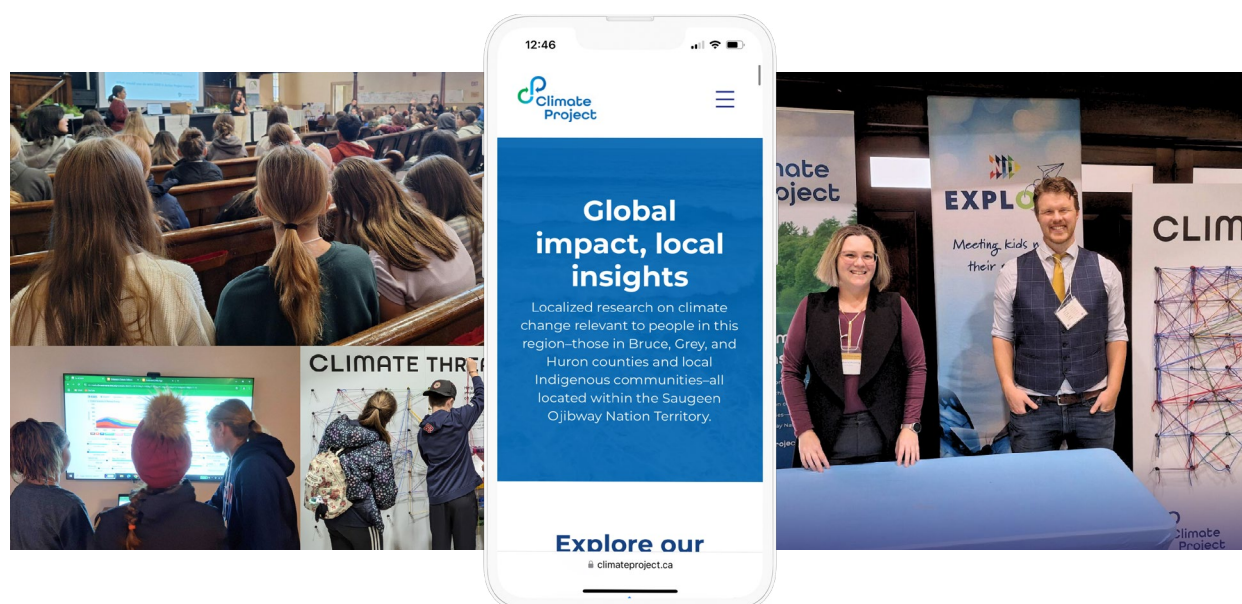 CLIMATE THREA
12:46
Climate
Project
Global
impact, local
insights
Localized research on climate
change relevant to people in this
region–those in Bruce, Grey, and
Huron counties and local
Indigenous communities–all
located within the Saugeen
Ojibway Nation Territory.
Explore our
climateproject.ca
mate
oject
EXPLO
Meeting kids
their
CLIM
Climate
Project